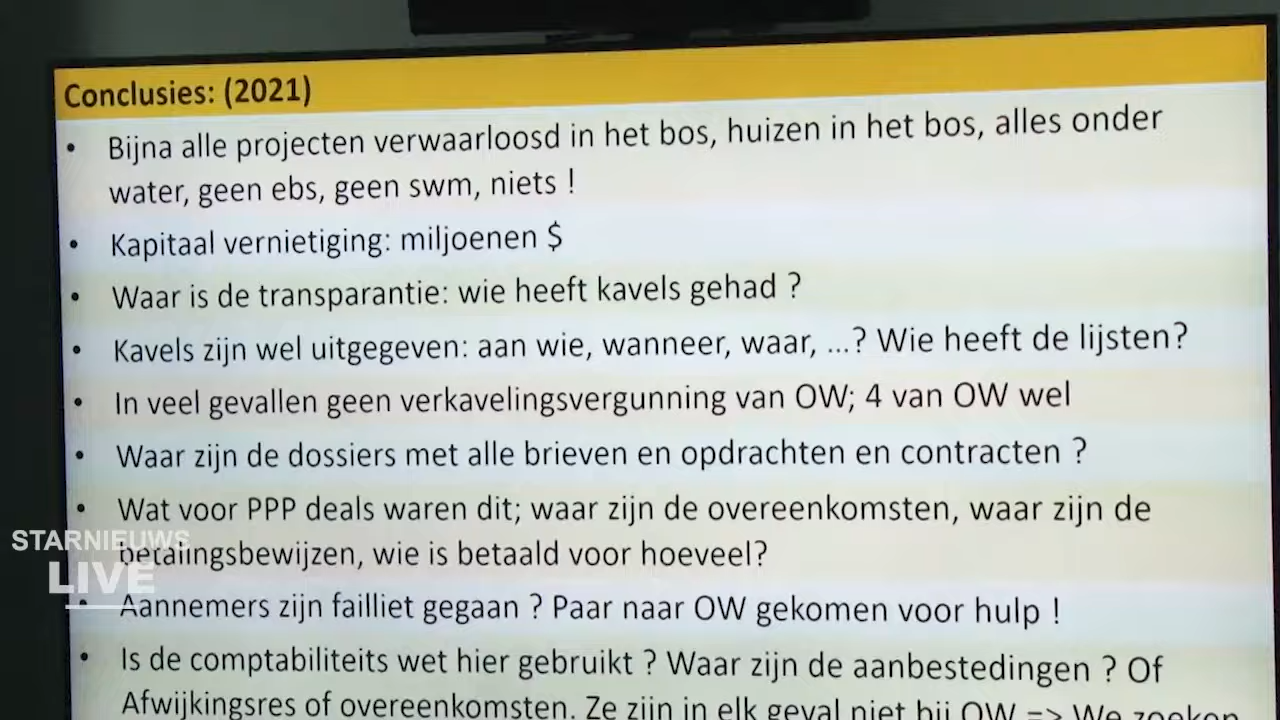 Conclusies: (2021)
• Bijna alle projecten verwaarloosd in het bos, huizen in het bos, alles onder
water, geen ebs, geen swm, niets !
• Kapitaal vernietiging: miljoenen $
• Waar is de transparantie: wie heeft kavels gehad ?
• Kavels zijn wel uitgegeven: aan wie, wanneer, waar, ...? Wie heeft de lijsten?
• In veel gevallen geen verkavelingsvergunning van OW; 4 van OW wel
• Waar zijn de dossiers met alle brieven en opdrachten en contracten ?
• Wat voor PPP deals waren dit; waar zijn de overeenkomsten, waar zijn de
STARNIEUWS
betalingsbewijzen, wie is betaald voor hoeveel?
LIVE
• Aannemers zijn failliet gegaan ? Paar naar OW gekomen voor hulp !
• Is de comptabiliteits wet hier gebruikt ? Waar zijn de aanbestedingen ? Of
Afwijkingsres of overeenkomsten. Ze zijn in elk geval niet bij OW => We zoeken